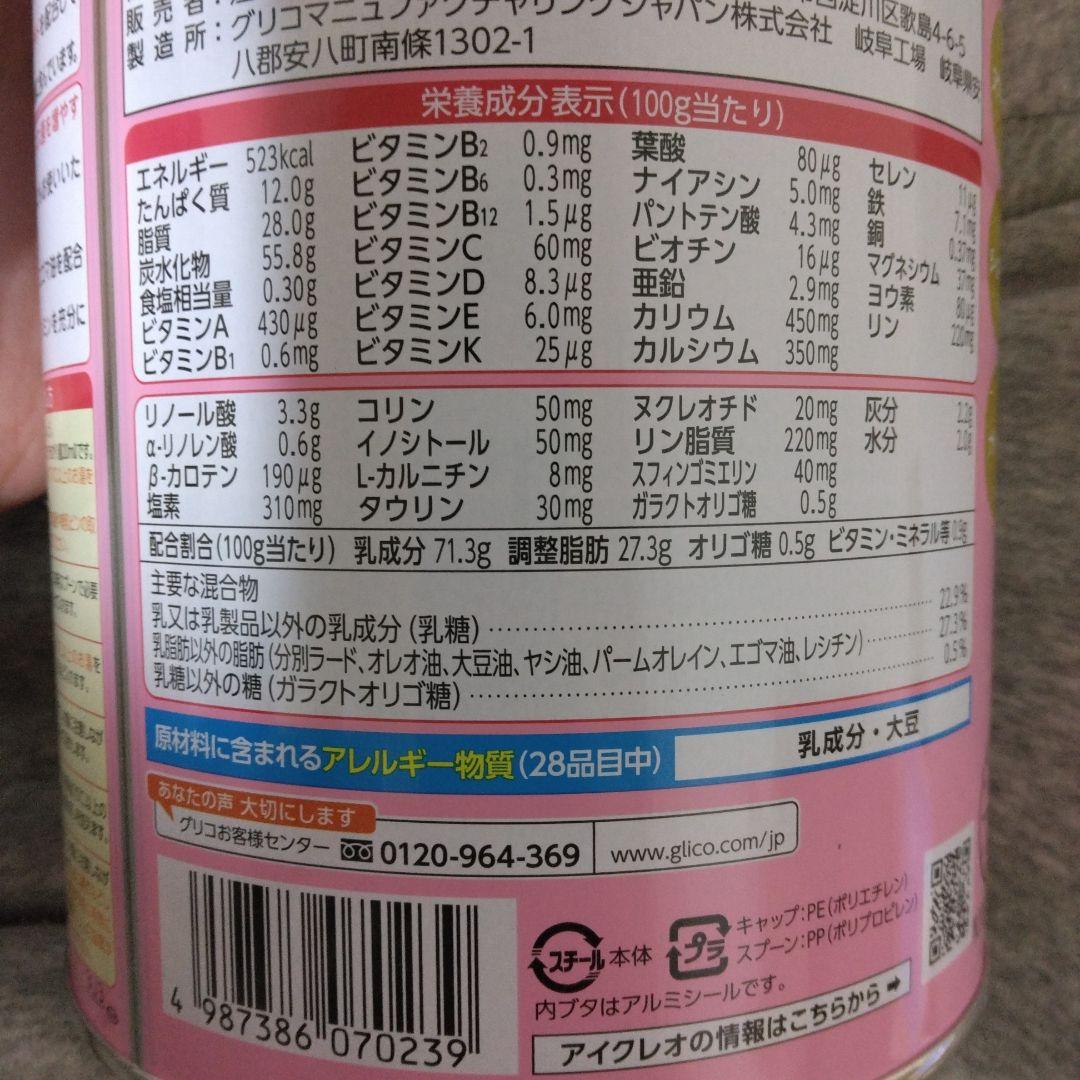 グリコマニュファクチャリングジャパン株式会社 岐阜工場 岐阜県安
製造所：
八郡安八町南條1302-1
栄養成分表示(100g当たり)
エネルギー 523kcal
たんぱく質 12.0g
脂質 28.0g
炭水化物 55.8g
食塩相当量 0.30g
ビタミンA 430μg
ビタミンB1 0.6mg
ビタミンB2 0.9mg
ビタミンB6 0.3mg
ビタミンB12 1.5μg
ビタミンC 60mg
ビタミンD 8.3μg
ビタミンE 6.0mg
ビタミンK 25μg
葉酸 80μg
ナイアシン 5.0mg
パントテン酸 4.3mg
ビオチン 16μg
亜鉛 2.9mg
カリウム 450mg
カルシウム 350mg
セレン 11μg
鉄 7.1mg
銅 0.37mg
マグネシウム 37mg
ヨウ素 80μg
リン 220mg
リノール酸 3.3g
α-リノレン酸 0.6g
β-カロテン 190μg
塩素 310mg
コリン 50mg
イノシトール 50mg
L-カルニチン 8mg
タウリン 30mg
ヌクレオチド 20mg
リン脂質 220mg
スフィンゴミエリン 40mg
ガラクトオリゴ糖 0.5g
灰分 2.2g
水分 2.0g
配合割合(100g当たり) 乳成分 71.3g 調整脂肪 27.3g オリゴ糖 0.5g ビタミン・ミネラル等 0.9g
主要な混合物
乳又は乳製品以外の乳成分(乳糖) 22.9%
乳脂肪以外の脂肪(分別ラード、オレオ油、大豆油、ヤシ油、パームオレイン、エゴマ油、レシチン) 27.3%
乳糖以外の糖(ガラクトオリゴ糖) 0.5%
原材料に含まれるアレルギー物質(28品目中) 乳成分・大豆
あなたの声 大切にします
グリコお客様センター 0120-964-369 www.glico.com/jp
4 987386 070239
スチール 本体
プラ キャップ:PE(ポリエチレン)
スプーン:PP(ポリプロピレン)
内ブタはアルミシールです。
アイクレオの情報はこちらから➡